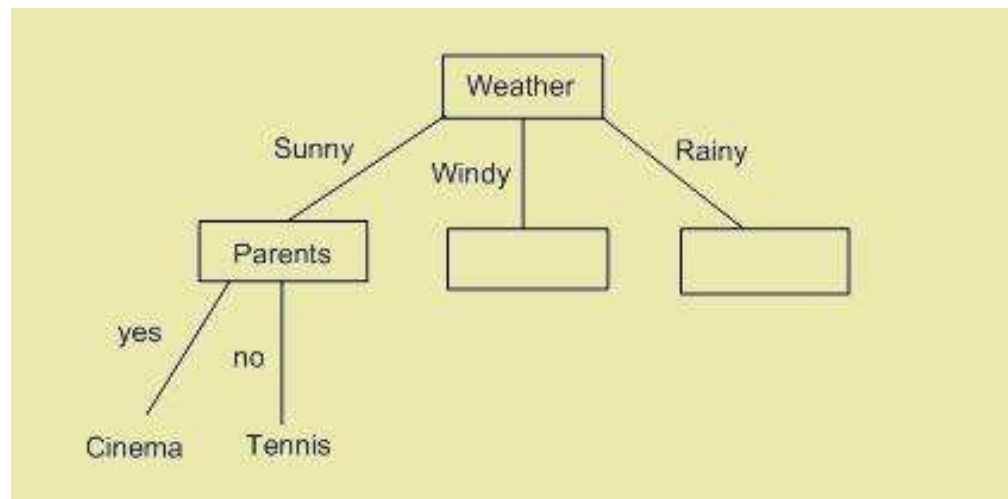 Weather
Sunny
Windy
Rainy
Parents
yes
no
Cinema
Tennis